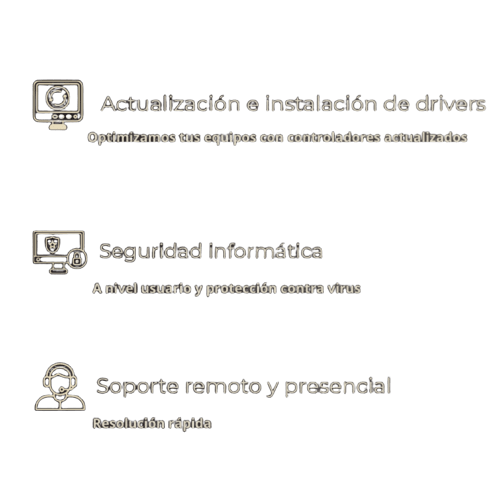 Actualización e instalación de drivers
Optimizamos tus equipos con controladores actualizados
Seguridad informática
A nivel usuario y protección contra virus
Soporte remoto y presencial
Resolución rápida